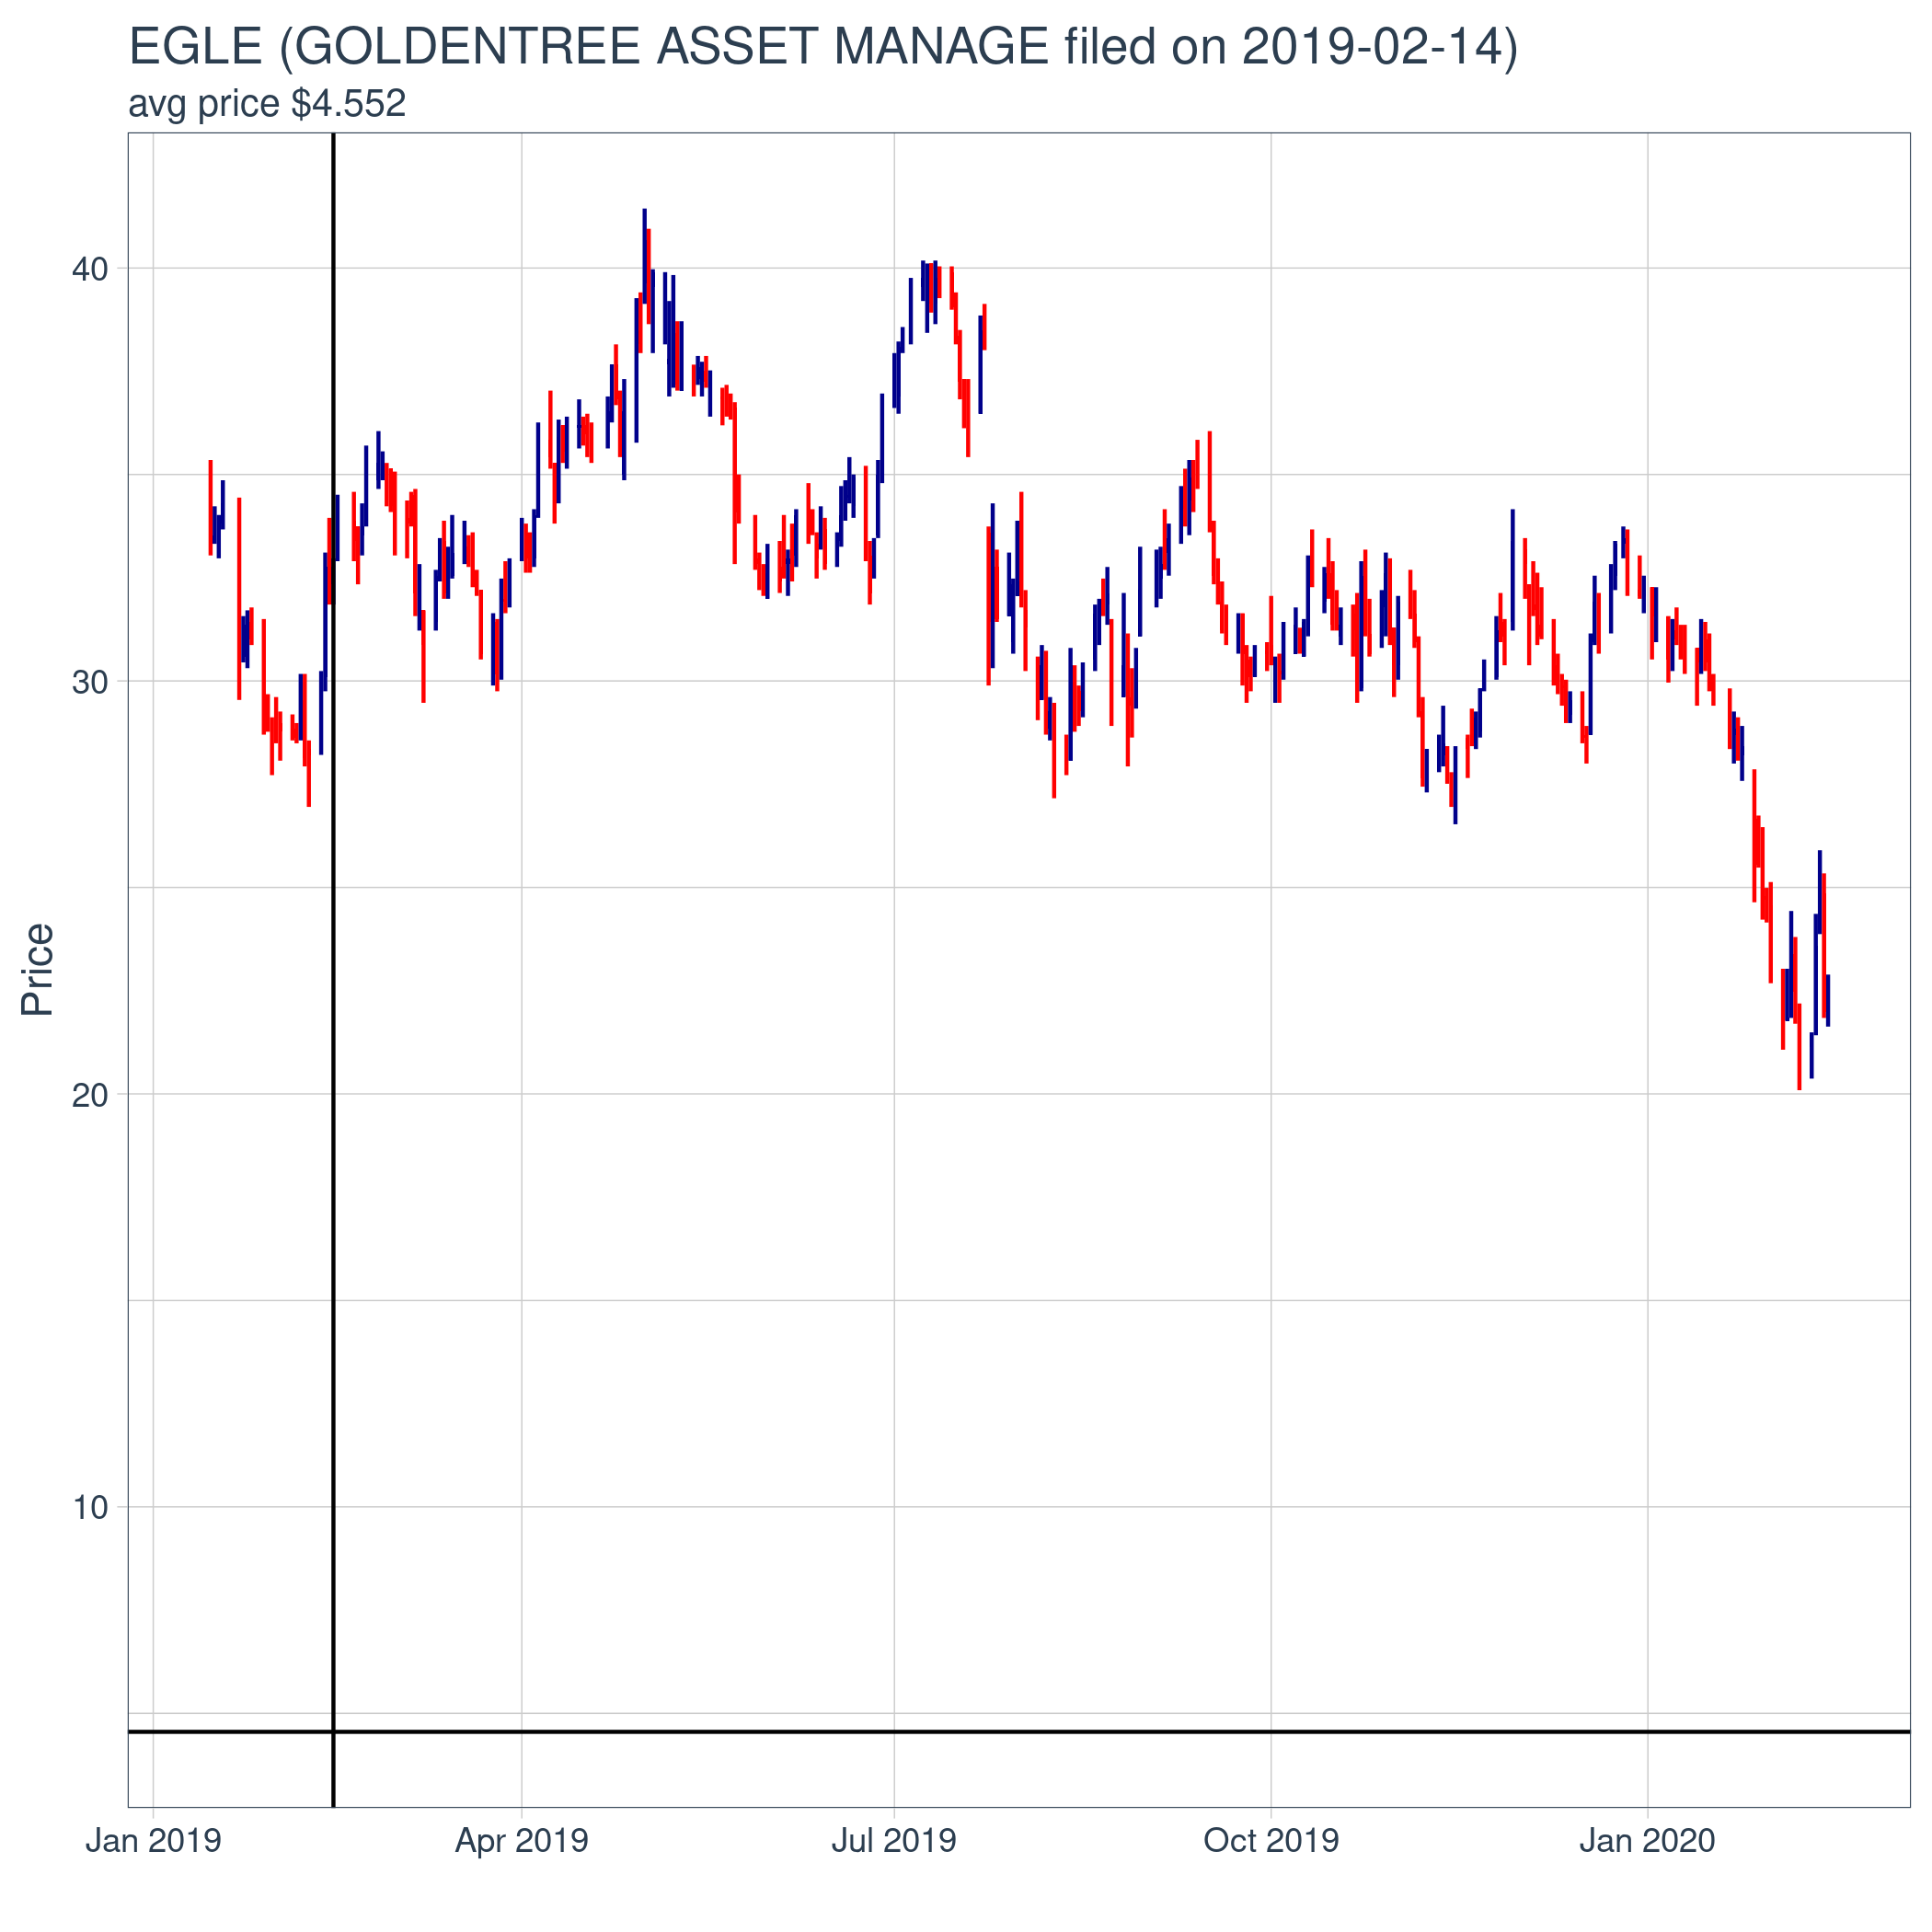 EGLE (GOLDENTREE ASSET MANAGE filed on 2019-02-14)
avg price $4.552
40
30
20
10
Price
Jan 2019 Apr 2019 Jul 2019 Oct 2019 Jan 2020